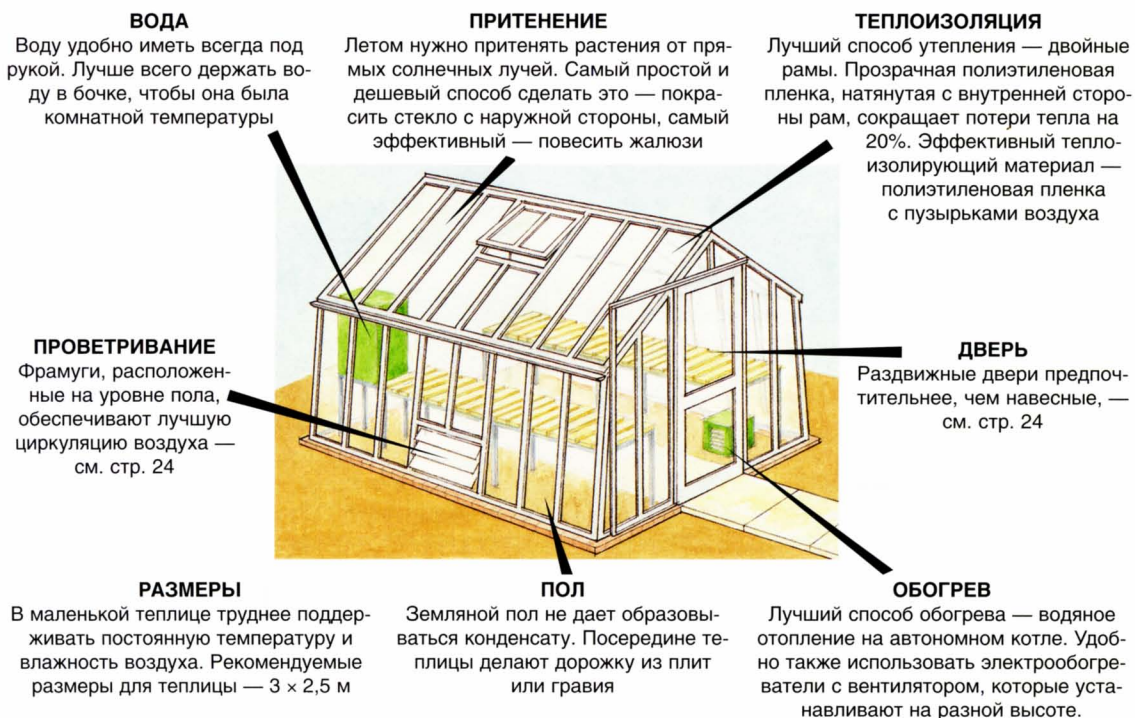 ВОДА
Воду удобно иметь всегда под
рукой. Лучше всего держать во-
ду в бочке, чтобы она была
комнатной температуры
ПРИТЕНЕНИЕ
Летом нужно притенять растения от пря-
мых солнечных лучей. Самый простой и
дешевый способ сделать это — покра-
сить стекло с наружной стороны, самый
эффективный — повесить жалюзи
ТЕПЛОИЗОЛЯЦИЯ
Лучший способ утепления — двойные
рамы. Прозрачная полиэтиленовая
пленка, натянутая с внутренней сторо-
ны рам, сокращает потери тепла на
20%. Эффективный тепло-
изолирующий материал —
полиэтиленовая пленка
с пузырьками воздуха
ПРОВЕТРИВАНИЕ
Фрамуги, расположен-
ные на уровне пола,
обеспечивают лучшую
циркуляцию воздуха —
см. стр. 24
ДВЕРЬ
Раздвижные двери предпоч-
тительнее, чем навесные, —
см. стр. 24
РАЗМЕРЫ
В маленькой теплице труднее поддер-
живать постоянную температуру и
влажность воздуха. Рекомендуемые
размеры для теплицы — 3 × 2,5 м
ПОЛ
Земляной пол не дает образовы-
ваться конденсату. Посередине те-
плицы делают дорожку из плит
или гравия
ОБОГРЕВ
Лучший способ обогрева — водяное
отопление на автономном котле. Удоб-
но также использовать электрообогре-
ватели с вентилятором, которые уста-
навливают на разной высоте.